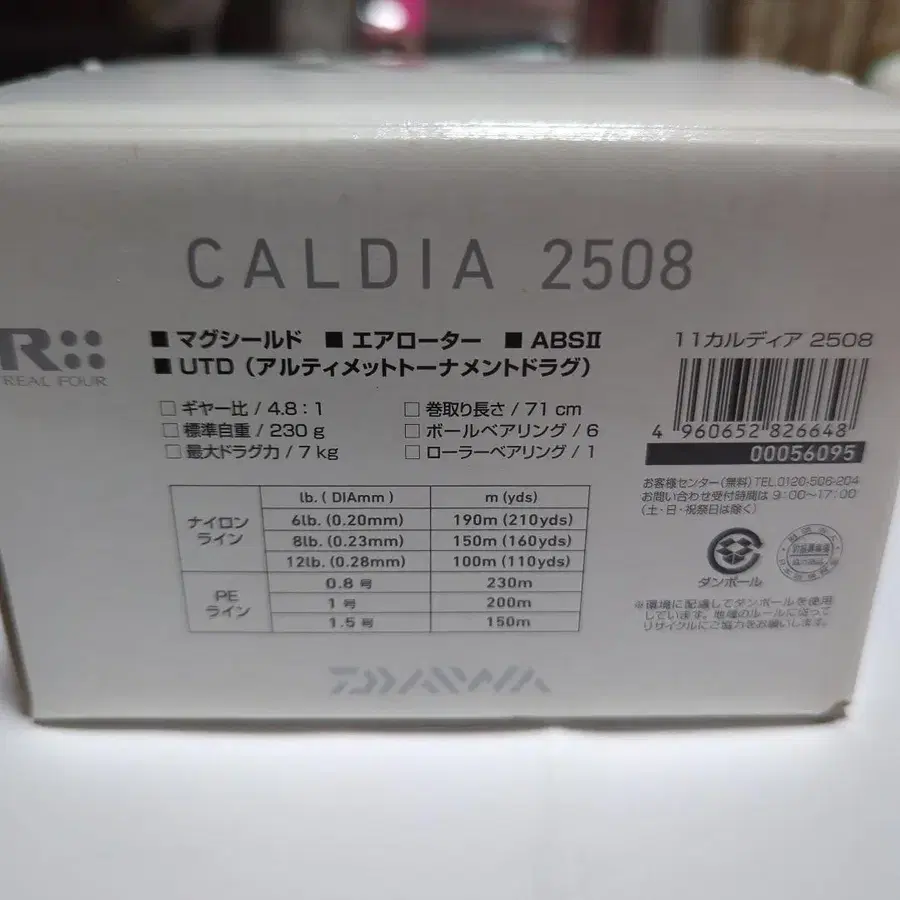 CALDIA 2508
R
REAL FOUR
■ マグシールド ■ エアローター ■ ABSⅡ
■ UTD（アルティメットトーナメントドラグ）
□ ギヤー比 / 4.8：1 □ 巻取り長さ / 71 cm
□ 標準自重 / 230 g □ ボールベアリング / 6
□ 最大ドラグ力 / 7 kg □ ローラーベアリング / 1
lb. ( DIAmm ) m (yds)
ナイロンライン
6lb. (0.20mm) 190m (210yds)
8lb. (0.23mm) 150m (160yds)
12lb. (0.28mm) 100m (110yds)
PEライン
0.8 号 230m
1 号 200m
1.5 号 150m
DAIWA
11カルディア 2508
4 960652 826648
00056095
お客様センター（無料）TEL.0120-506-204
お問い合わせ受付時間は 9：00〜17：00
（土・日・祝祭日は除く）
ダンボール
※環境に配慮してダンボールを使用
しています。地域のルールに従って
リサイクルにご協力をお願いします。